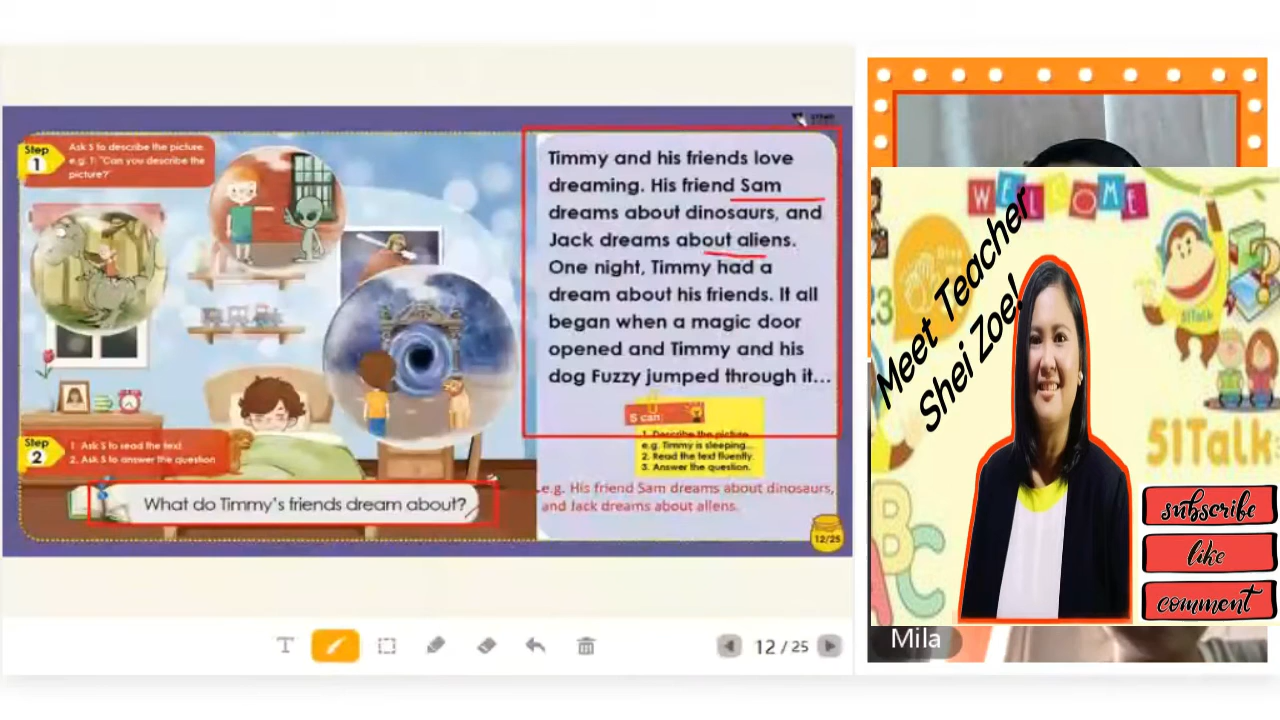 Step
1
Ask S to describe the picture.
e.g. T: "Can you describe the
picture?"
Timmy and his friends love
dreaming. His friend Sam
dreams about dinosaurs, and
Jack dreams about aliens.
One night, Timmy had a
dream about his friends. It all
began when a magic door
opened and Timmy and his
dog Fuzzy jumped through it...
S can:
1. Describe the picture
e.g. Timmy is sleeping...
2. Read the text fluently.
3. Answer the question.
Step
2
1. Ask S to read the text
2. Ask S to answer the question
What do Timmy's friends dream about?
e.g. His friend Sam dreams about dinosaurs,
and Jack dreams about aliens.
12/25
T
12 / 25
WELCOME
Meet Teacher
Shei Zoe!
23
51Talk
51Talk
ABC
subscribe
like
comment
Mila